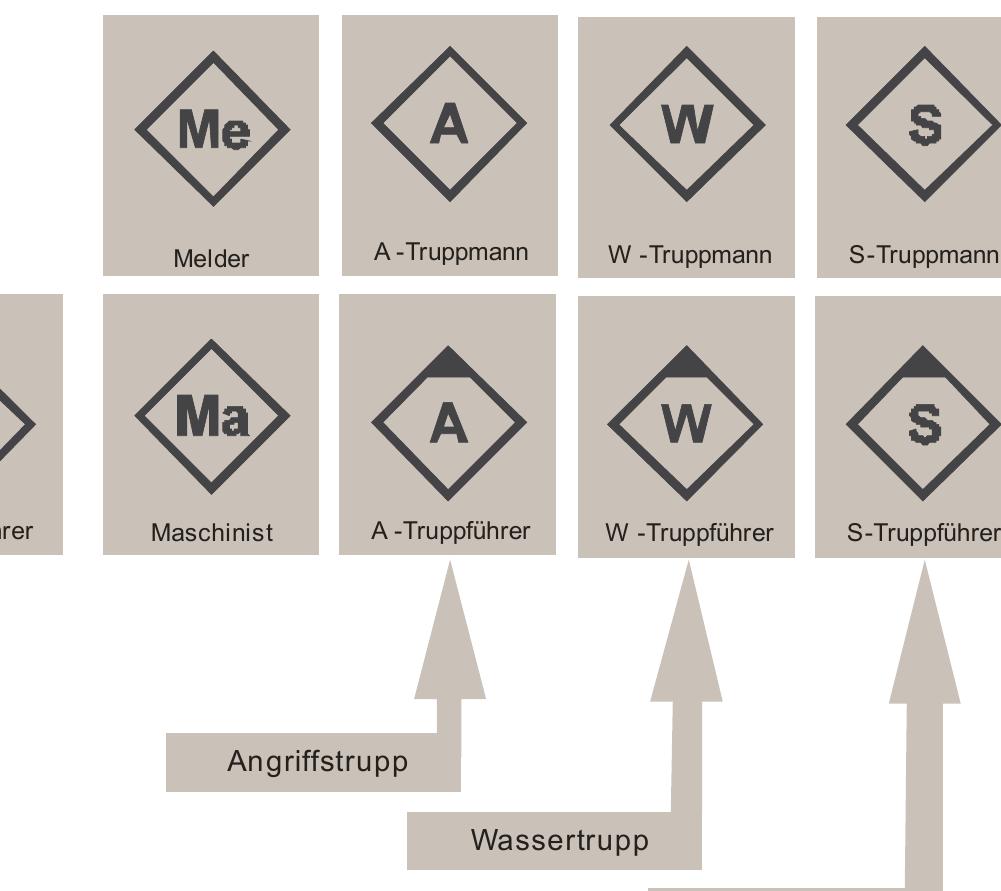 Me
A
W
S
Melder
A -Truppmann
W -Truppmann
S-Truppmann
Ma
A
W
S
rer
Maschinist
A -Truppführer
W -Truppführer
S-Truppführer
Angriffstrupp
Wassertrupp